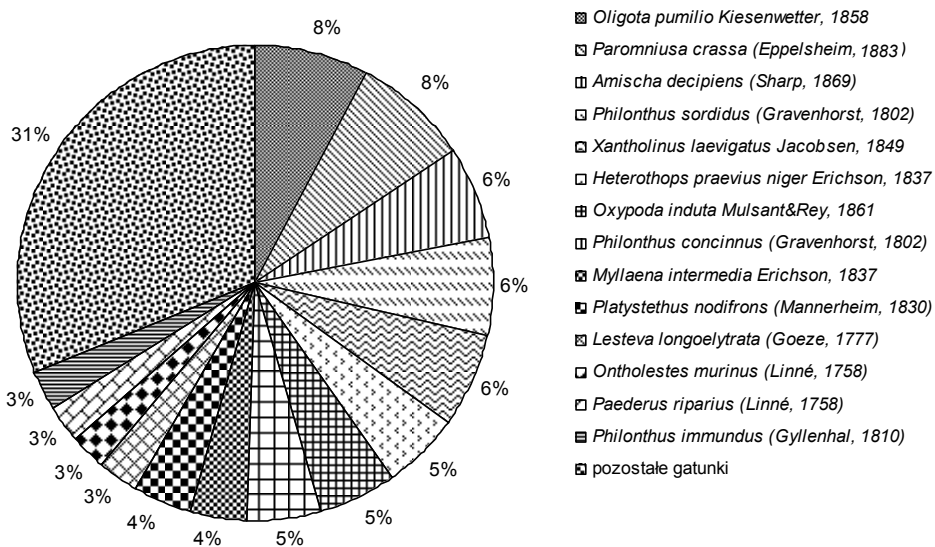 8%
8%
6%
6%
6%
5%
5%
5%
4%
4%
3%
3%
3%
3%
31%
Oligota pumilio Kiesenwetter, 1858
Paromniusa crassa (Eppelsheim, 1883)
Amischa decipiens (Sharp, 1869)
Philonthus sordidus (Gravenhorst, 1802)
Xantholinus laevigatus Jacobsen, 1849
Heterothops praevius niger Erichson, 1837
Oxypoda induta Mulsant&Rey, 1861
Philonthus concinnus (Gravenhorst, 1802)
Myllaena intermedia Erichson, 1837
Platystethus nodifrons (Mannerheim, 1830)
Lesteva longoelytrata (Goeze, 1777)
Ontholestes murinus (Linné, 1758)
Paederus riparius (Linné, 1758)
Philonthus immundus (Gyllenhal, 1810)
pozostałe gatunki